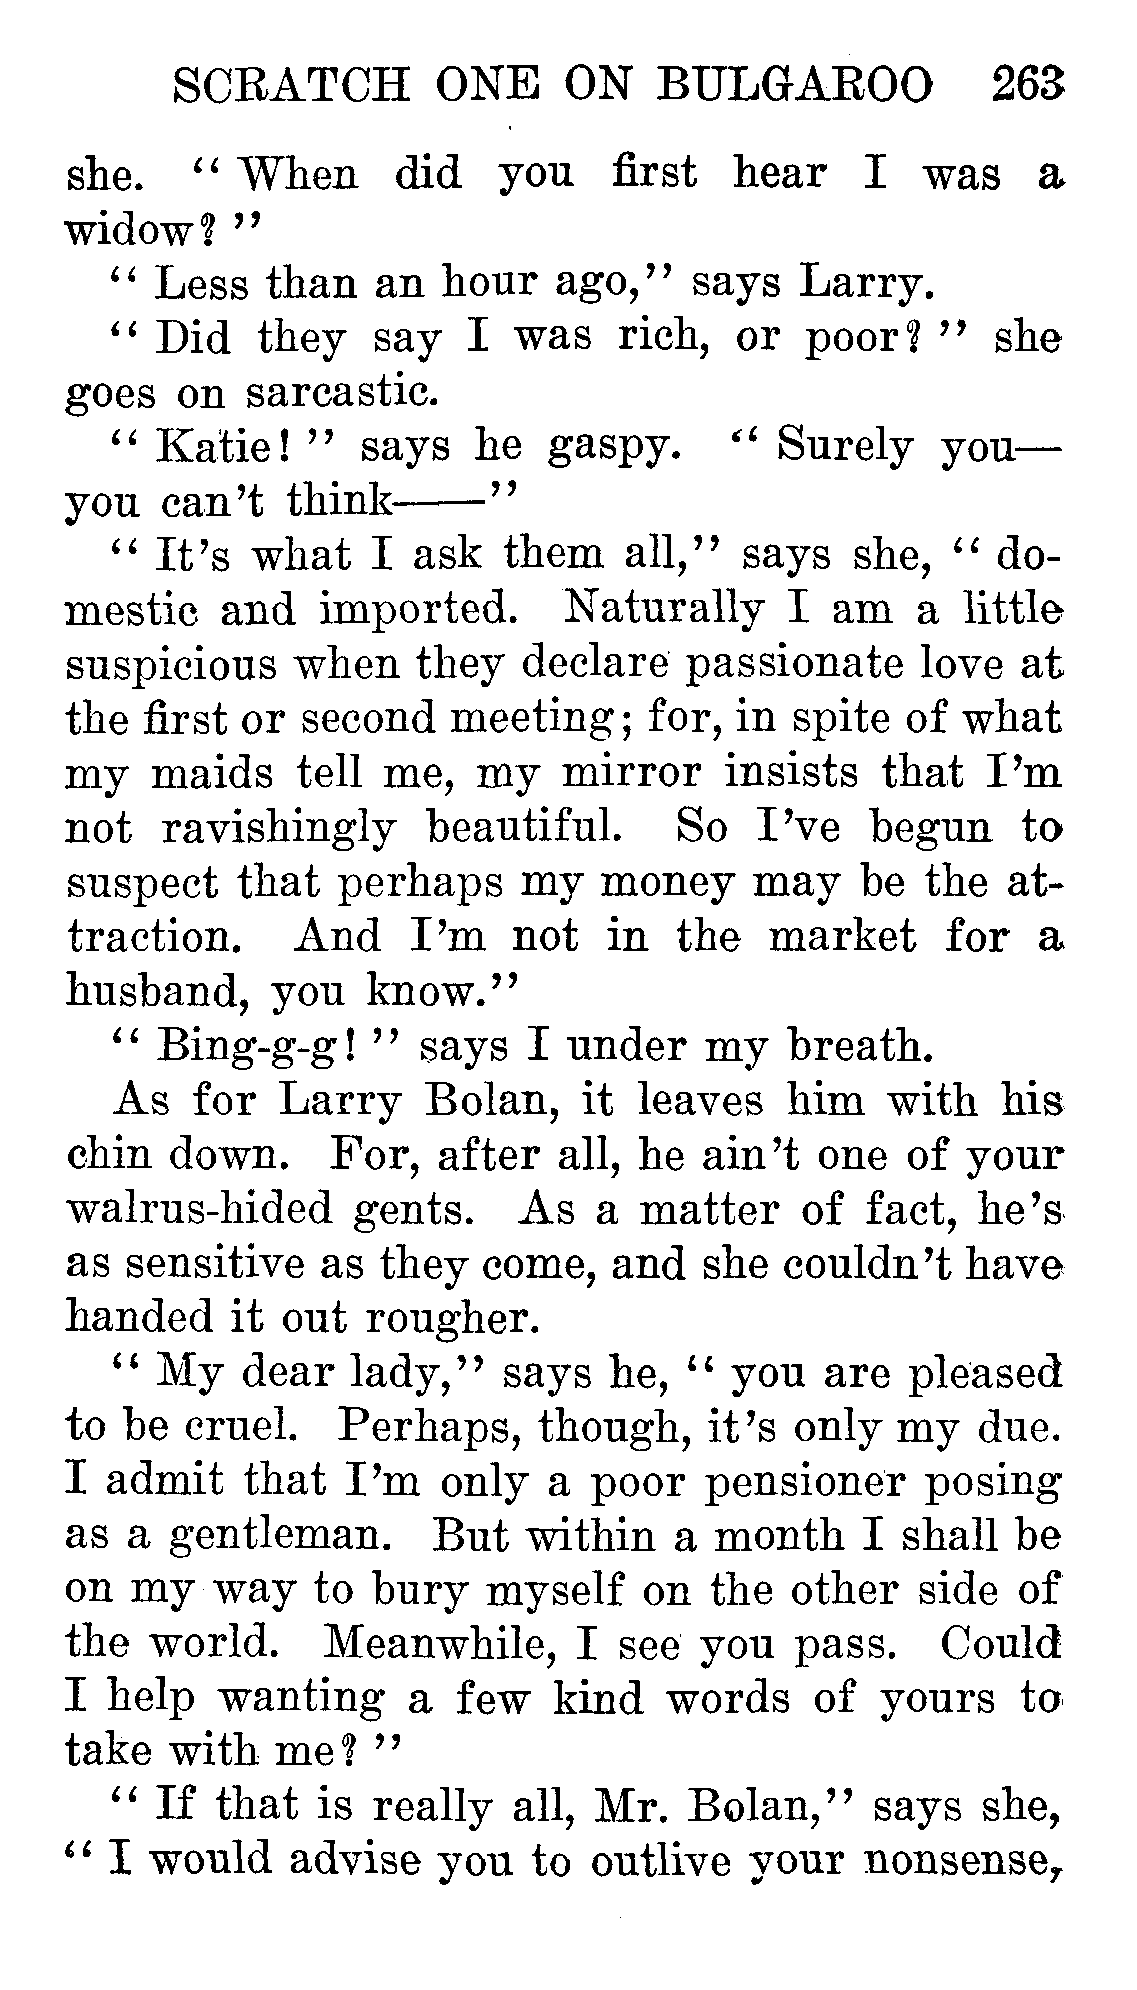 SCRATCH ONE ON BULGAROO 263
she. “ When did you first hear I was a
widow? ”
“ Less than an hour ago,” says Larry.
“ Did they say I was rich, or poor? ” she
goes on sarcastic.
“ Katie! ” says he gaspy. “ Surely you—
you can’t think——”
“ It’s what I ask them all,” says she, “ do-
mestic and imported. Naturally I am a little
suspicious when they declare passionate love at
the first or second meeting; for, in spite of what
my maids tell me, my mirror insists that I’m
not ravishingly beautiful. So I’ve begun to
suspect that perhaps my money may be the at-
traction. And I’m not in the market for a
husband, you know.”
“ Bing-g-g! ” says I under my breath.
As for Larry Bolan, it leaves him with his
chin down. For, after all, he ain’t one of your
walrus-hided gents. As a matter of fact, he’s
as sensitive as they come, and she couldn’t have
handed it out rougher.
“ My dear lady,” says he, “ you are pleased
to be cruel. Perhaps, though, it’s only my due.
I admit that I’m only a poor pensioner posing
as a gentleman. But within a month I shall be
on my way to bury myself on the other side of
the world. Meanwhile, I see you pass. Could
I help wanting a few kind words of yours to
take with me? ”
“ If that is really all, Mr. Bolan,” says she,
“ I would advise you to outlive your nonsense,